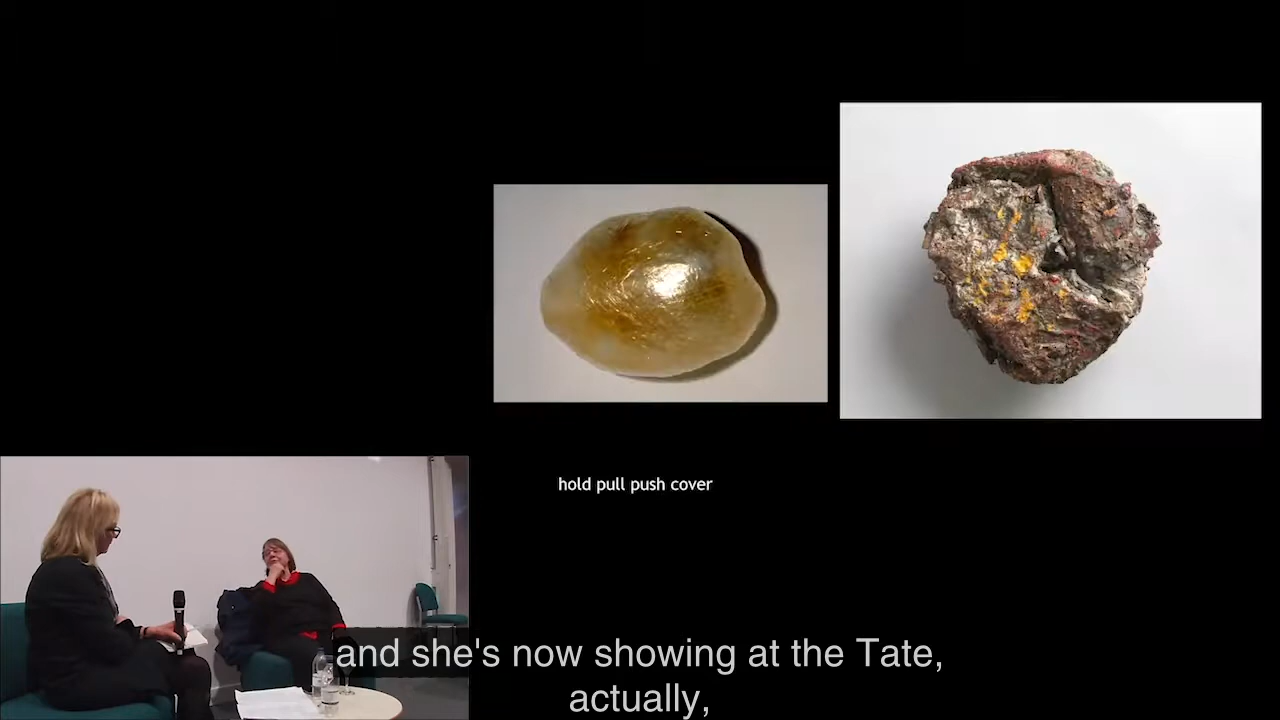 hold pull push cover
and she's now showing at the Tate,
actually,